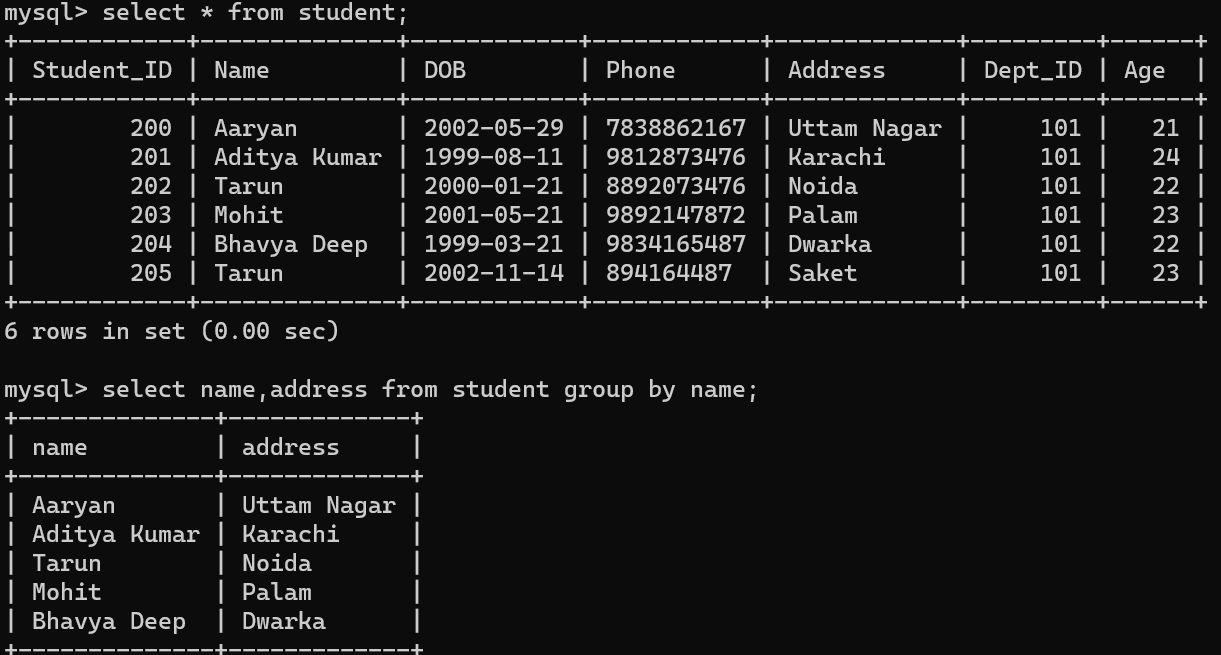 mysql> select * from student;
+------------+--------------+------------+------------+-------------+---------+------+
| Student_ID | Name         | DOB        | Phone      | Address     | Dept_ID | Age  |
+------------+--------------+------------+------------+-------------+---------+------+
|        200 | Aaryan       | 2002-05-29 | 7838862167 | Uttam Nagar |     101 |   21 |
|        201 | Aditya Kumar | 1999-08-11 | 9812873476 | Karachi     |     101 |   24 |
|        202 | Tarun        | 2000-01-21 | 8892073476 | Noida       |     101 |   22 |
|        203 | Mohit        | 2001-05-21 | 9892147872 | Palam       |     101 |   23 |
|        204 | Bhavya Deep  | 1999-03-21 | 9834165487 | Dwarka      |     101 |   22 |
|        205 | Tarun        | 2002-11-14 | 894164487  | Saket       |     101 |   23 |
+------------+--------------+------------+------------+-------------+---------+------+
6 rows in set (0.00 sec)

mysql> select name,address from student group by name;
+--------------+-------------+
| name         | address     |
+--------------+-------------+
| Aaryan       | Uttam Nagar |
| Aditya Kumar | Karachi     |
| Tarun        | Noida       |
| Mohit        | Palam       |
| Bhavya Deep  | Dwarka      |
+--------------+-------------+